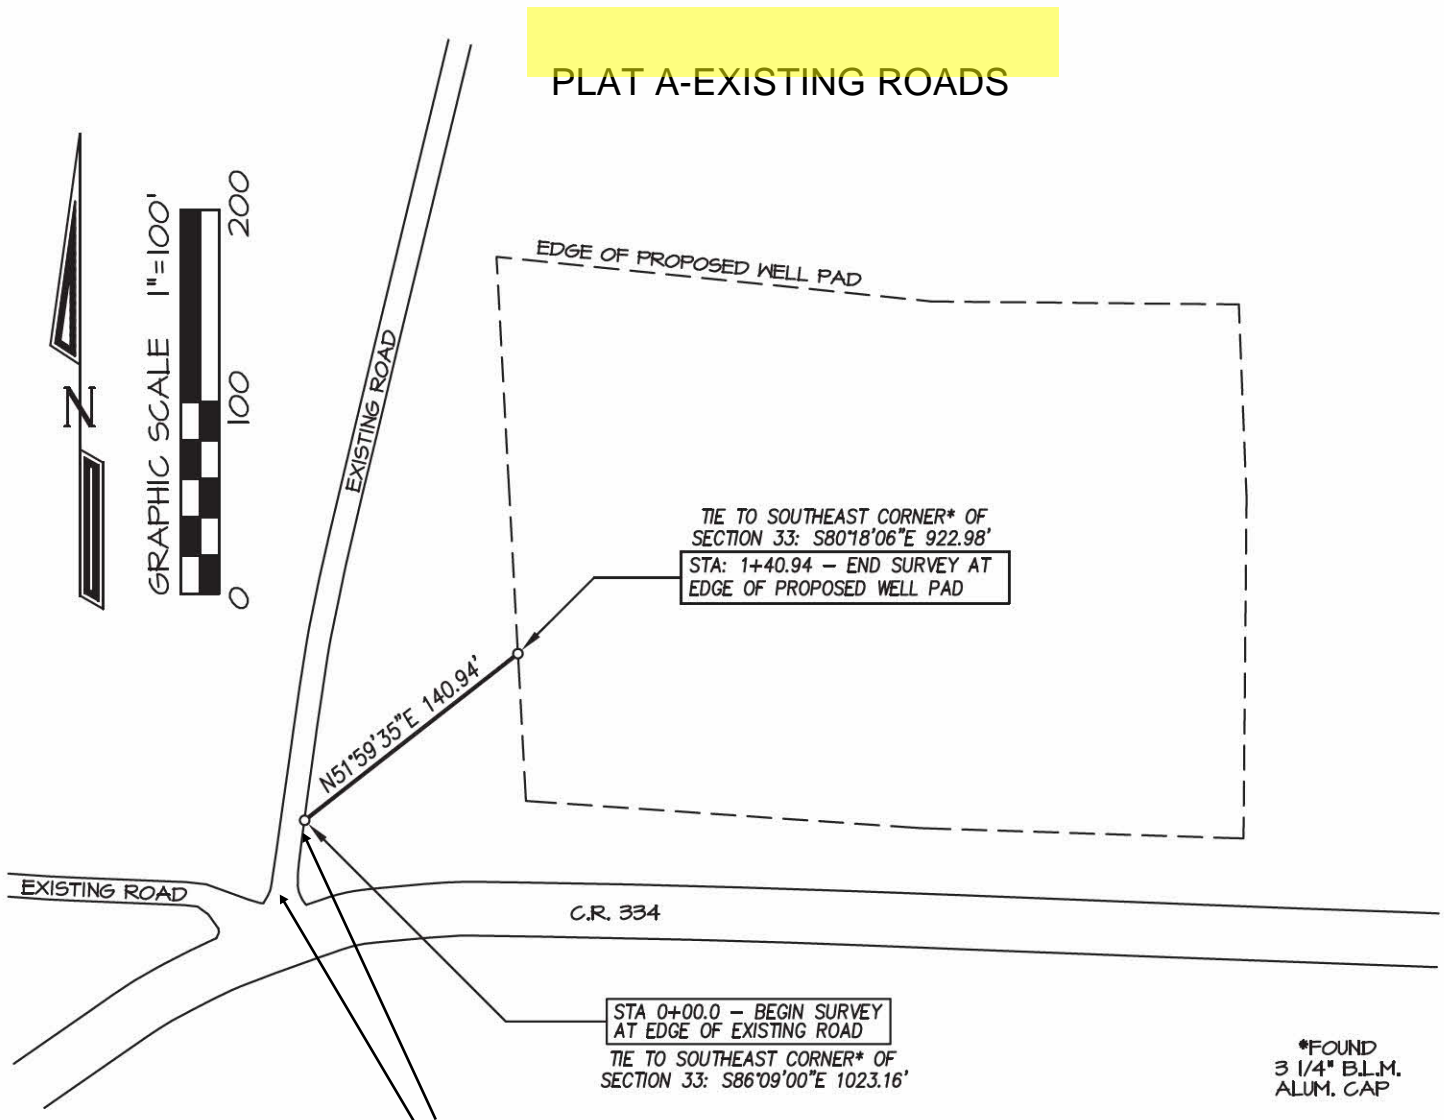 PLAT A-EXISTING ROADS
GRAPHIC SCALE 1"=100'
200
100
0
N
EDGE OF PROPOSED WELL PAD
EXISTING ROAD
TIE TO SOUTHEAST CORNER* OF
SECTION 33: S80°18'06"E 922.98'
STA: 1+40.94 – END SURVEY AT
EDGE OF PROPOSED WELL PAD
N51°59'35"E 140.94'
EXISTING ROAD
C.R. 334
STA 0+00.0 – BEGIN SURVEY
AT EDGE OF EXISTING ROAD
TIE TO SOUTHEAST CORNER* OF
SECTION 33: S86°09'00"E 1023.16'
*FOUND
3 1/4" B.L.M.
ALUM. CAP